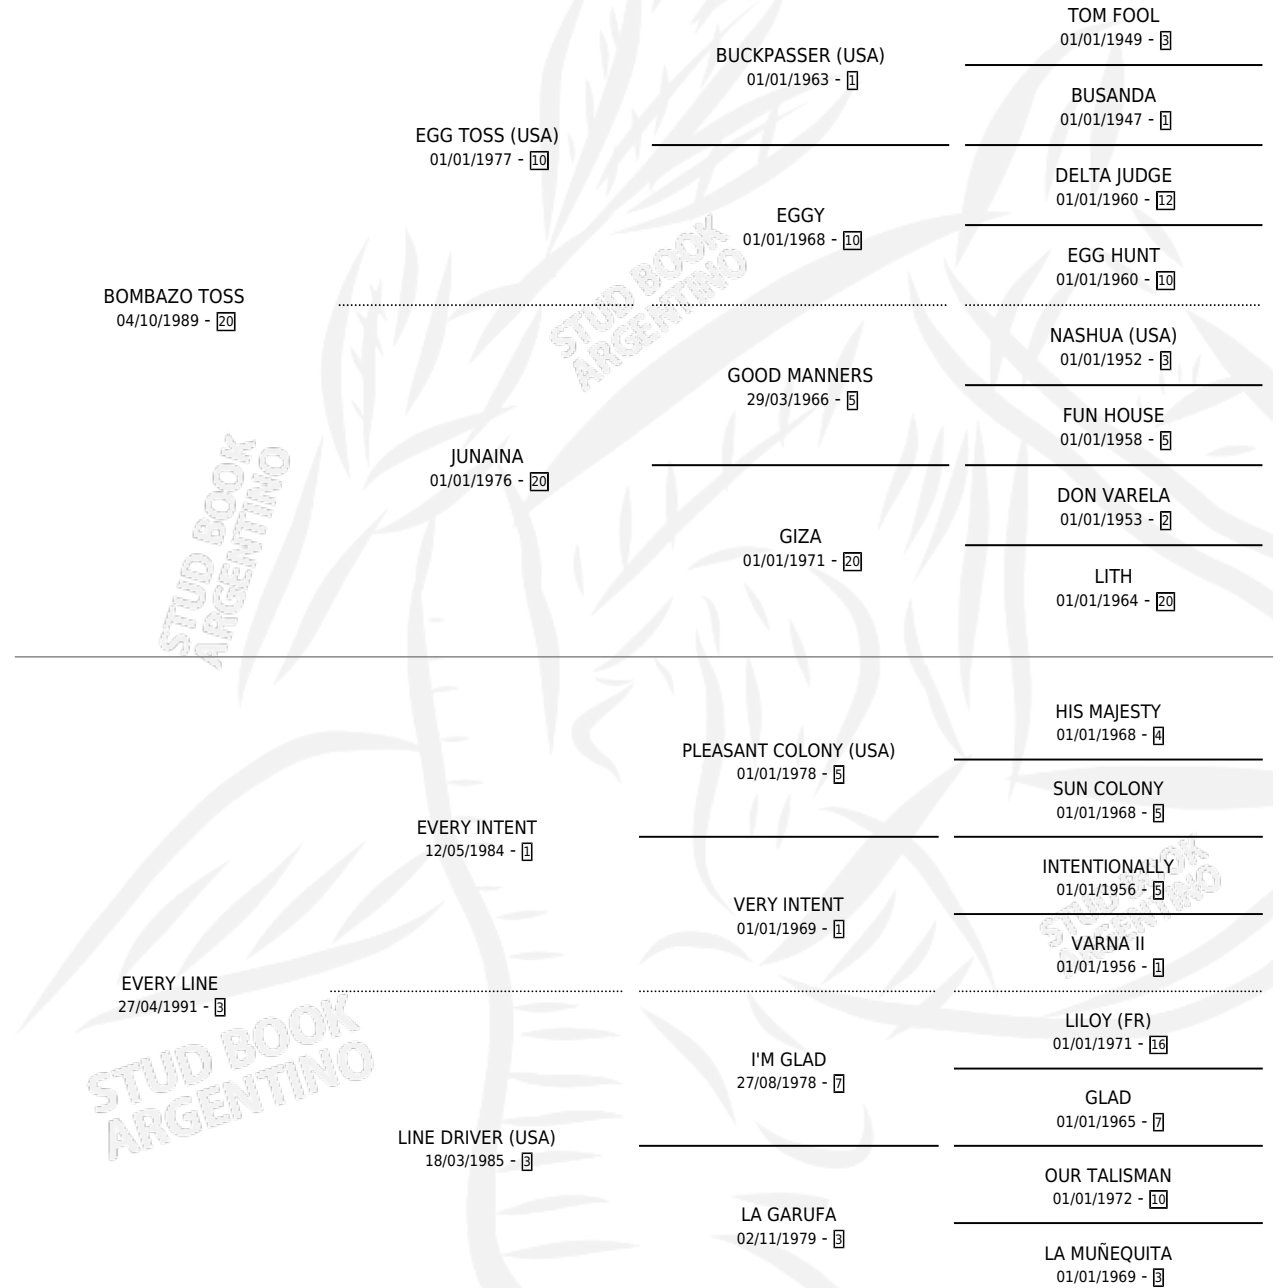 TOM FOOL
01/01/1949 - 3
BUCKPASSER (USA)
01/01/1963 - 1
BUSANDA
01/01/1947 - 1
EGG TOSS (USA)
01/01/1977 - 10
DELTA JUDGE
01/01/1960 - 12
EGGY
01/01/1968 - 10
EGG HUNT
01/01/1960 - 10
BOMBAZO TOSS
04/10/1989 - 20
STUD BOOK
ARGENTINO
NASHUA (USA)
01/01/1952 - 3
GOOD MANNERS
29/03/1966 - 5
FUN HOUSE
01/01/1958 - 5
JUNAINA
01/01/1976 - 20
DON VARELA
01/01/1953 - 2
GIZA
01/01/1971 - 20
LITH
01/01/1964 - 20
STUD BOOK
ARGENTINO
HIS MAJESTY
01/01/1968 - 4
PLEASANT COLONY (USA)
01/01/1978 - 5
SUN COLONY
01/01/1968 - 5
EVERY INTENT
12/05/1984 - 1
INTENTIONALLY
01/01/1956 - 5
VERY INTENT
01/01/1969 - 1
VARNA II
01/01/1956 - 1
STUD BOOK
ARGENTINO
EVERY LINE
27/04/1991 - 3
LILOY (FR)
01/01/1971 - 16
I'M GLAD
27/08/1978 - 7
GLAD
01/01/1965 - 7
STUD BOOK
ARGENTINO
LINE DRIVER (USA)
18/03/1985 - 3
OUR TALISMAN
01/01/1972 - 10
LA GARUFA
02/11/1979 - 3
LA MUÑEQUITA
01/01/1969 - 3